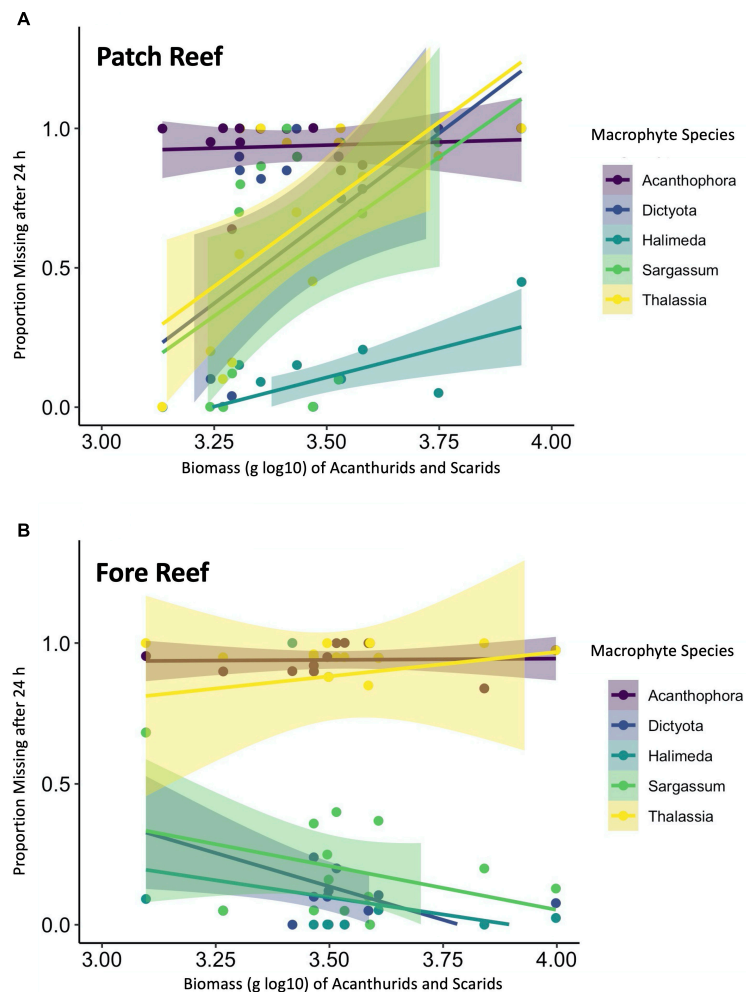 A
Patch Reef
Proportion Missing after 24 h
1.0
0.5
0.0
3.00
3.25
3.50
3.75
4.00
Biomass (g log10) of Acanthurids and Scarids
Macrophyte Species
Acanthophora
Dictyota
Halimeda
Sargassum
Thalassia
B
Fore Reef
Proportion Missing after 24 h
1.0
0.5
0.0
3.00
3.25
3.50
3.75
4.00
Biomass (g log10) of Acanthurids and Scarids
Macrophyte Species
Acanthophora
Dictyota
Halimeda
Sargassum
Thalassia